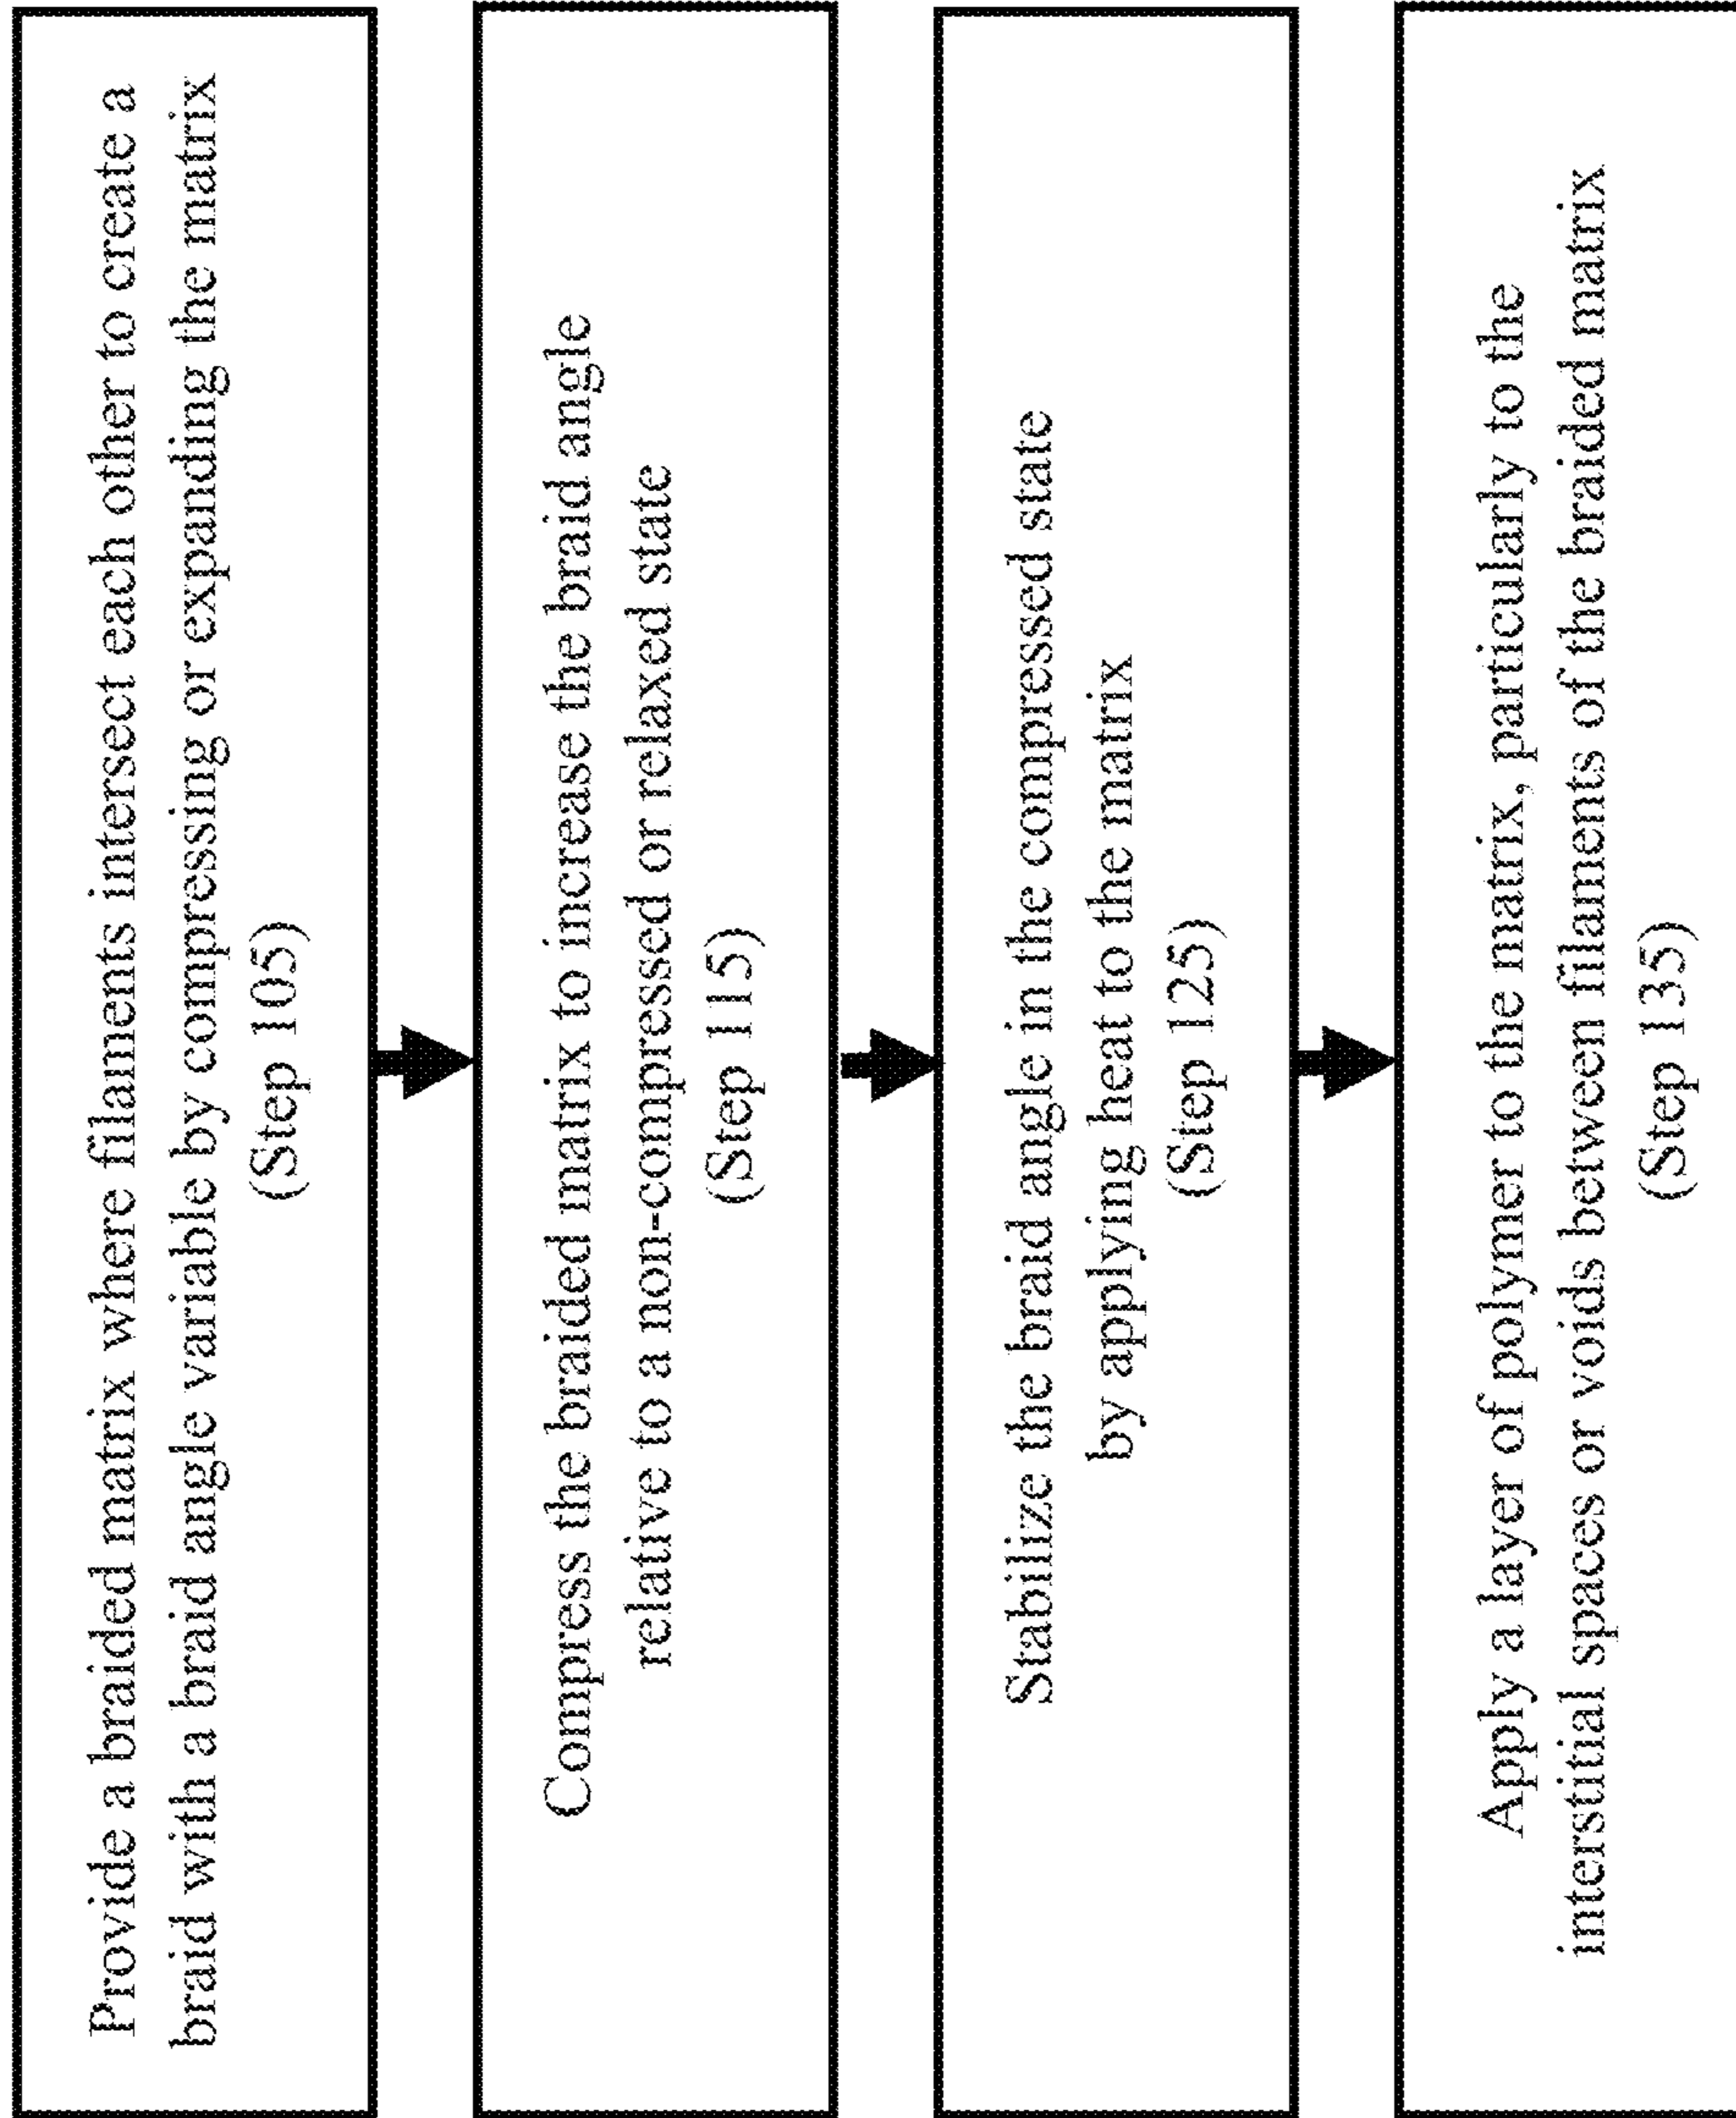 Provide a braided matrix where filaments intersect each other to create a
braid with a braid angle variable by compressing or expanding the matrix
(Step 105)
Compress the braided matrix to increase the braid angle
relative to a non-compressed or relaxed state
(Step 115)
Stabilize the braid angle in the compressed state
by applying heat to the matrix
(Step 125)
Apply a layer of polymer to the matrix, particularly to the
interstitial spaces or voids between filaments of the braided matrix
(Step 135)